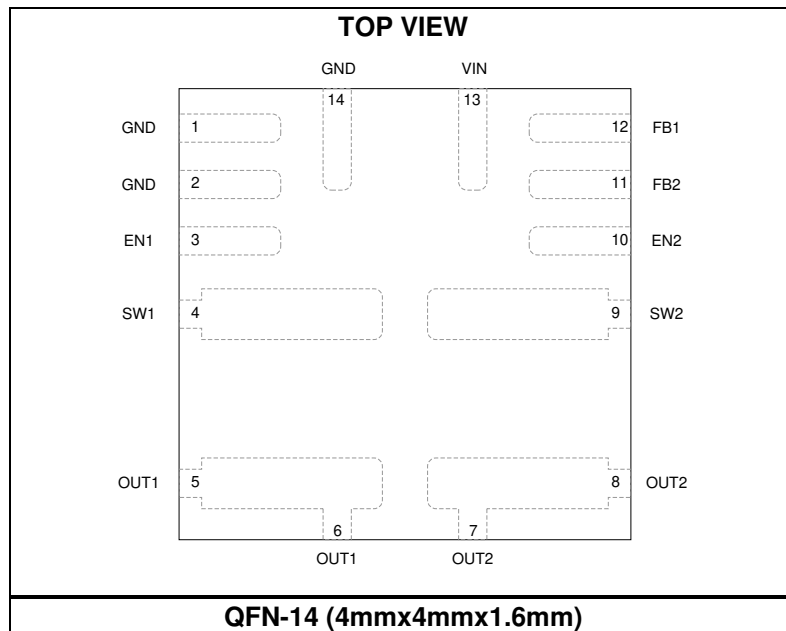 TOP VIEW
GND VIN
14 13
GND 1 12 FB1
GND 2 11 FB2
EN1 3 10 EN2
SW1 4 9 SW2
OUT1 5 8 OUT2
6 7
OUT1 OUT2
QFN-14 (4mmx4mmx1.6mm)